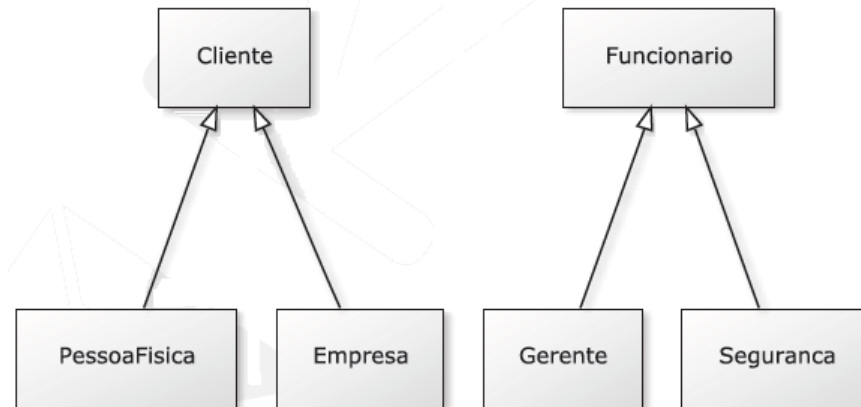 Cliente
Funcionario
PessoaFisica
Empresa
Gerente
Seguranca